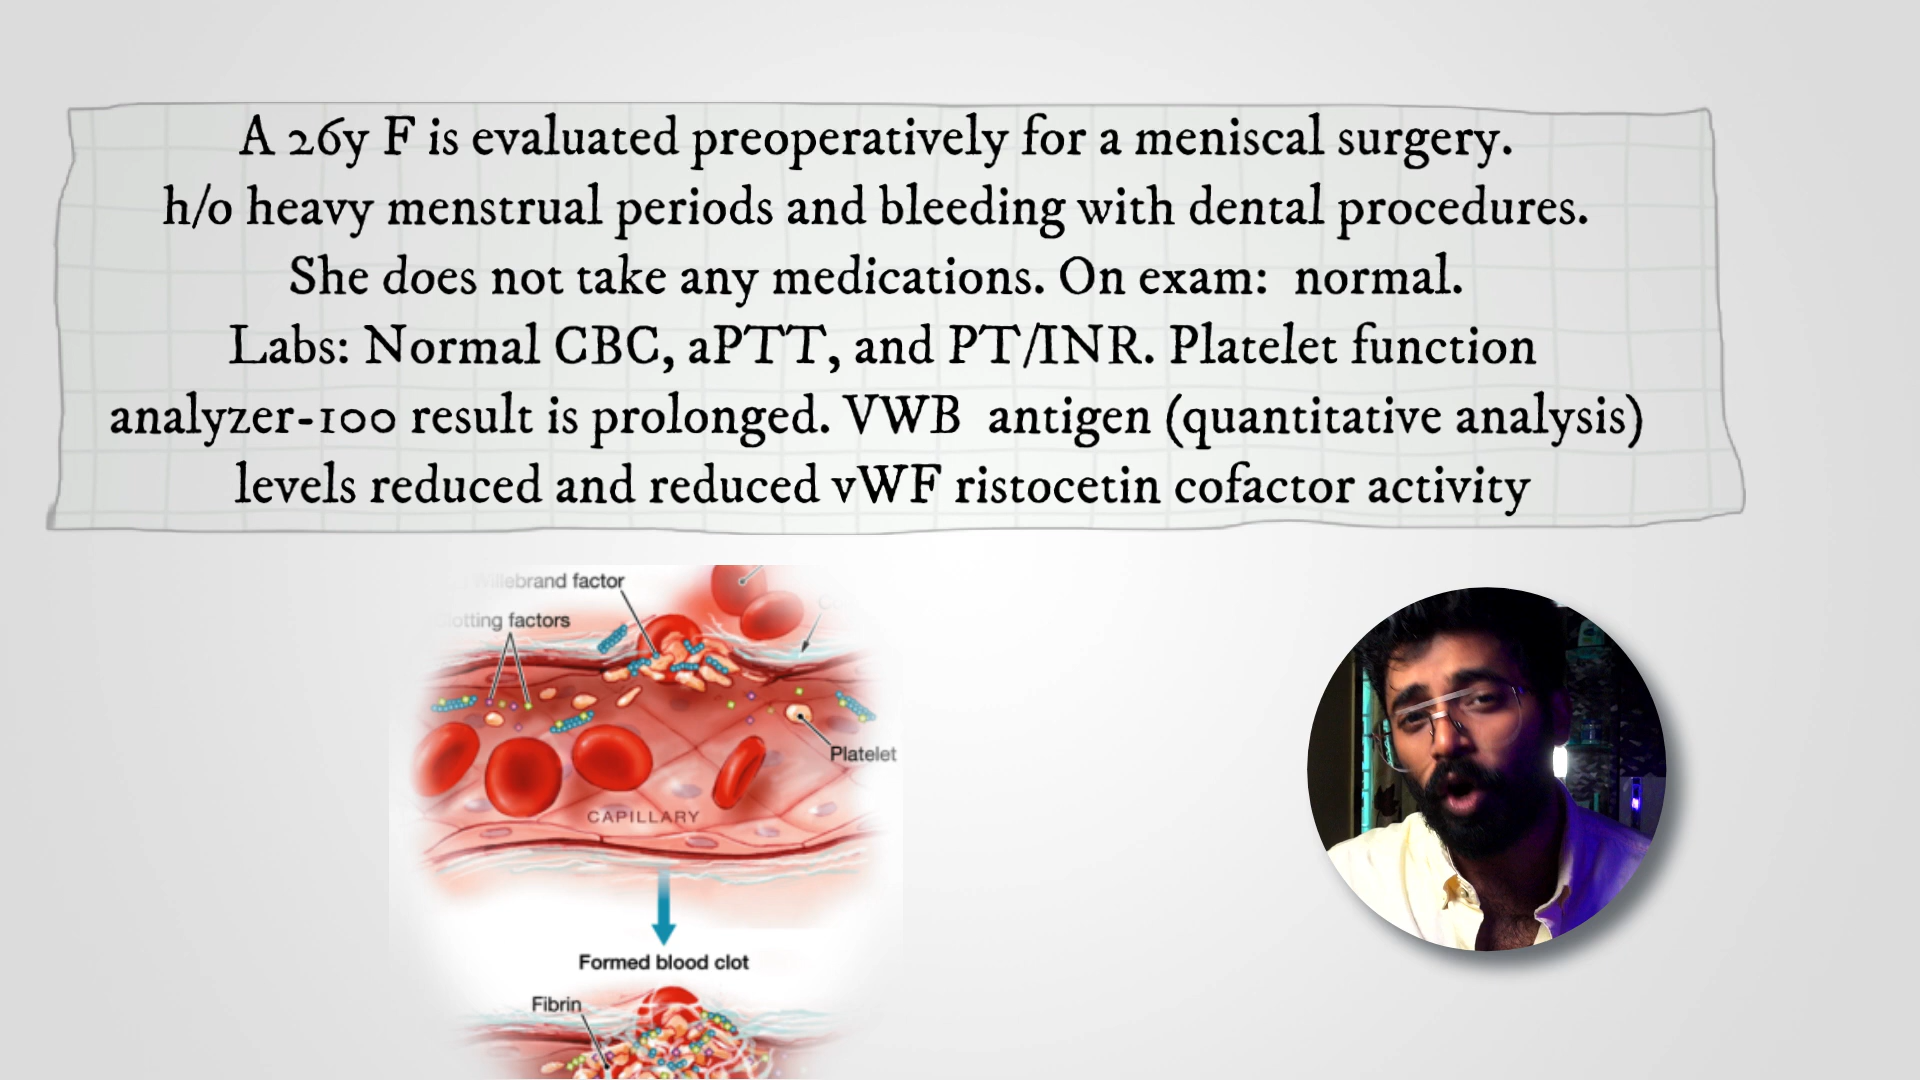 A 26y F is evaluated preoperatively for a meniscal surgery.
h/o heavy menstrual periods and bleeding with dental procedures.
She does not take any medications. On exam: normal.
Labs: Normal CBC, aPTT, and PT/INR. Platelet function
analyzer-100 result is prolonged. VWB antigen (quantitative analysis)
levels reduced and reduced vWF ristocetin cofactor activity
factor
factors
Platelet
CAPILLARY
Formed blood clot
Fibrin